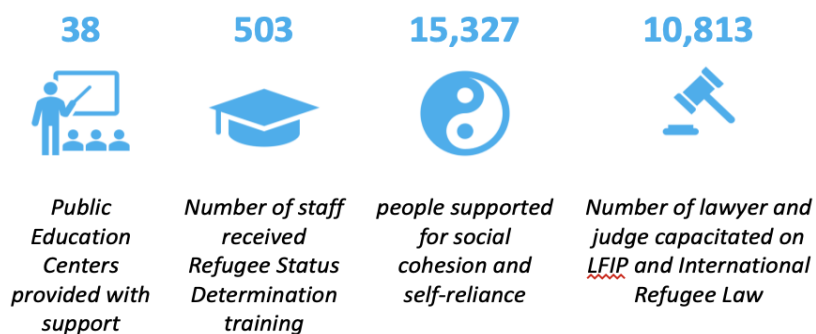 38
Public
Education
Centers
provided with
support
503
Number of staff
received
Refugee Status
Determination
training
15,327
people supported
for social
cohesion and
self-reliance
10,813
Number of lawyer and
judge capacitated on
LFIP and International
Refugee Law